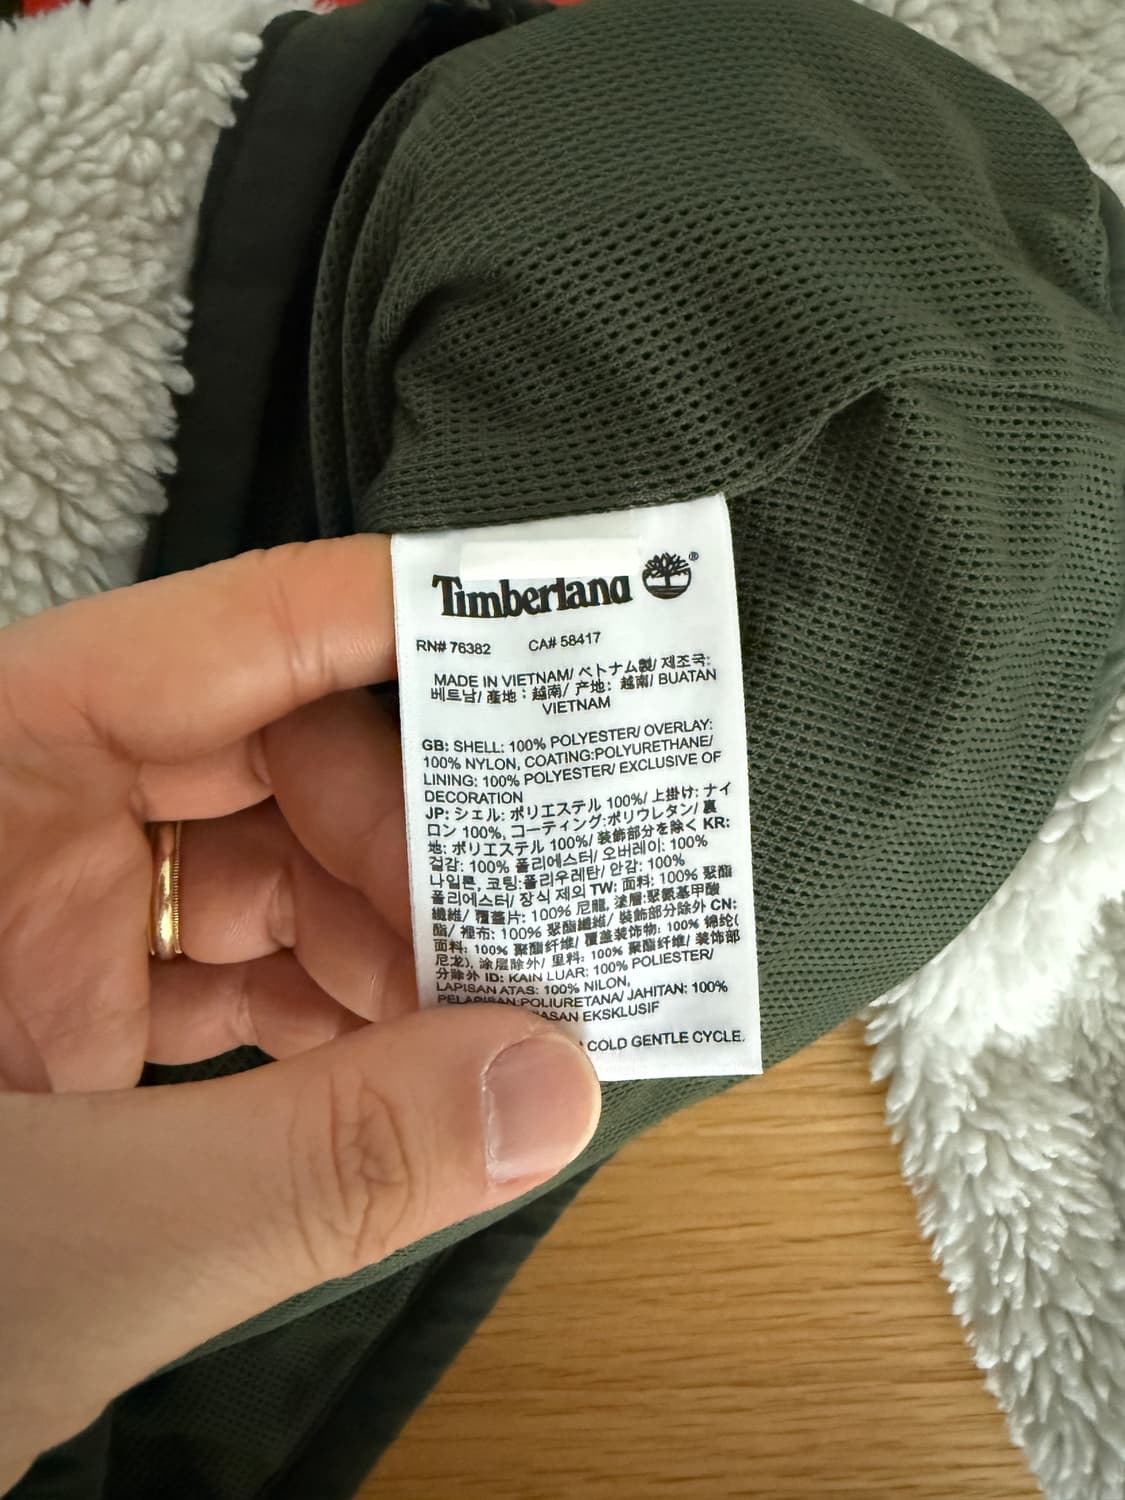 Timberland ®
RN# 76382 CA# 58417
MADE IN VIETNAM/ ベトナム製/ 제조국:
베트남/ 產地：越南/ 产地：越南/ BUATAN
VIETNAM
GB: SHELL: 100% POLYESTER/ OVERLAY:
100% NYLON, COATING:POLYURETHANE/
LINING: 100% POLYESTER/ EXCLUSIVE OF
DECORATION
JP: シェル: ポリエステル 100%/ 上掛け: ナイ
ロン 100%, コーティング:ポリウレタン/ 裏
地: ポリエステル 100%/ 装飾部分を除く KR:
겉감: 100% 폴리에스터/ 오버레이: 100%
나일론, 코팅:폴리우레탄/ 안감: 100%
폴리에스터/ 장식 제외 TW: 面料: 100% 聚酯
纖維/ 覆蓋片: 100% 尼龍, 塗層:聚氨基甲酸
酯/ 裡布: 100% 聚酯纖維/ 裝飾部分除外 CN:
面料: 100% 聚酯纤维/ 覆盖装饰物: 100% 锦纶(
尼龙), 涂层除外/ 里料: 100% 聚酯纤维/ 装饰部
分除外 ID: KAIN LUAR: 100% POLIESTER/
LAPISAN ATAS: 100% NILON,
PELAPISAN:POLIURETANA/ JAHITAN: 100%
ASAN EKSKLUSIF
COLD GENTLE CYCLE.